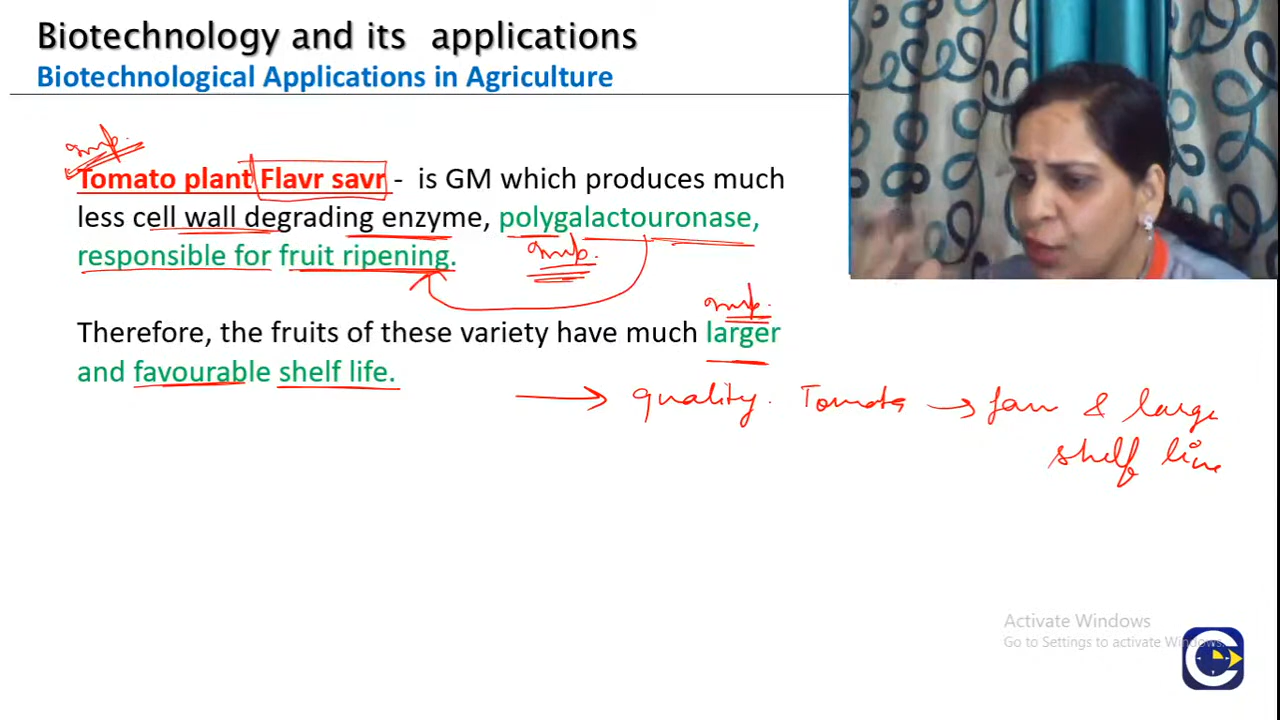 Biotechnology and its applications
Biotechnological Applications in Agriculture
imp.
Tomato plant Flavr savr - is GM which produces much
less cell wall degrading enzyme, polygalactouronase,
responsible for fruit ripening.
imp.
imp.
Therefore, the fruits of these variety have much larger
and favourable shelf life.
quality. Tomato → & large
shelf
Activate Windows
Go to Settings to activate Windows.